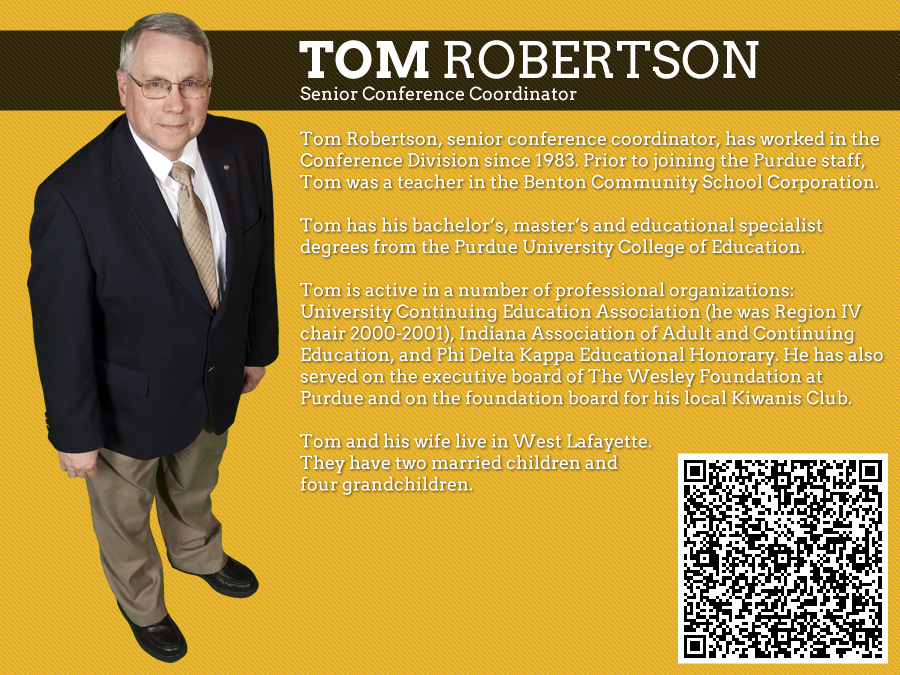 TOM ROBERTSON
Senior Conference Coordinator
Tom Robertson, senior conference coordinator, has worked in the
Conference Division since 1983. Prior to joining the Purdue staff,
Tom was a teacher in the Benton Community School Corporation.
Tom has his bachelor's, master's and educational specialist
degrees from the Purdue University College of Education.
Tom is active in a number of professional organizations:
University Continuing Education Association (he was Region IV
chair 2000-2001), Indiana Association of Adult and Continuing
Education, and Phi Delta Kappa Educational Honorary. He has also
served on the executive board of The Wesley Foundation at
Purdue and on the foundation board for his local Kiwanis Club.
Tom and his wife live in West Lafayette.
They have two married children and
four grandchildren.